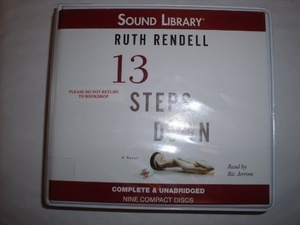 SOUND LIBRARY
RUTH RENDELL
13
PLEASE DO NOT RETURN
TO BOOKDROP
STEPS
DOWN
A Novel
Read by
Ric Jerrom
COMPLETE & UNABRIDGED
NINE COMPACT DISCS